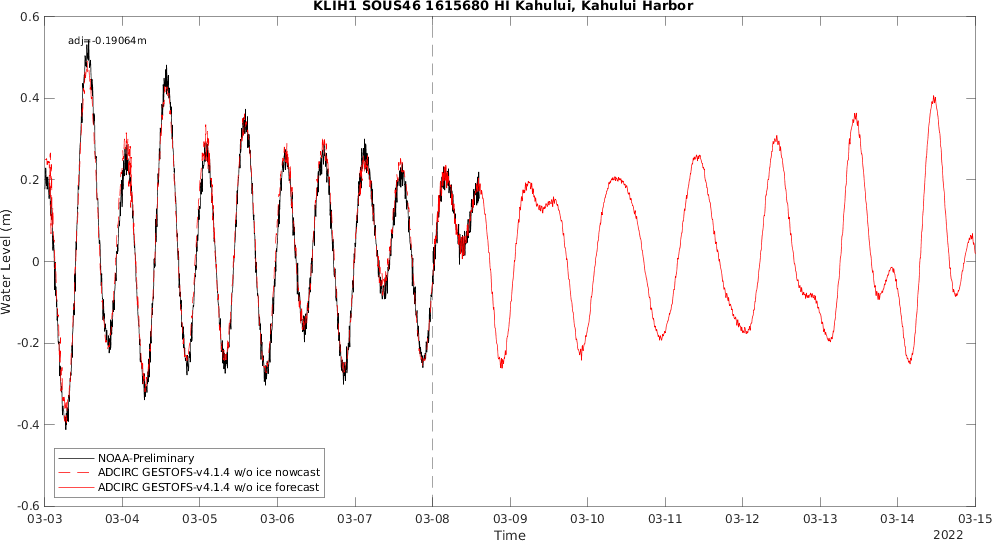 KLIH1 SOUS46 1615680 HI Kahului, Kahului Harbor
adj=-0.19064m
0.6
0.4
0.2
0
-0.2
-0.4
-0.6
Water Level (m)
NOAA-Preliminary
ADCIRC GESTOFS-v4.1.4 w/o ice nowcast
ADCIRC GESTOFS-v4.1.4 w/o ice forecast
03-03 03-04 03-05 03-06 03-07 03-08 03-09 03-10 03-11 03-12 03-13 03-14 03-15
Time
2022